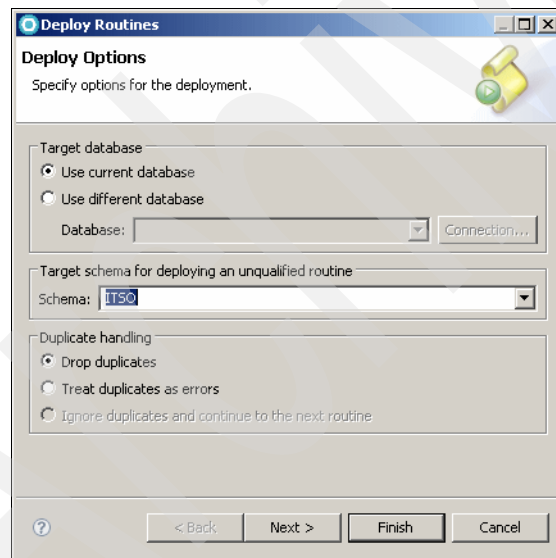 Deploy Routines
Deploy Options
Specify options for the deployment.
Target database
Use current database
Use different database
Database:
Connection...
Target schema for deploying an unqualified routine
Schema: ITSO
Duplicate handling
Drop duplicates
Treat duplicates as errors
Ignore duplicates and continue to the next routine
?
< Back Next > Finish Cancel